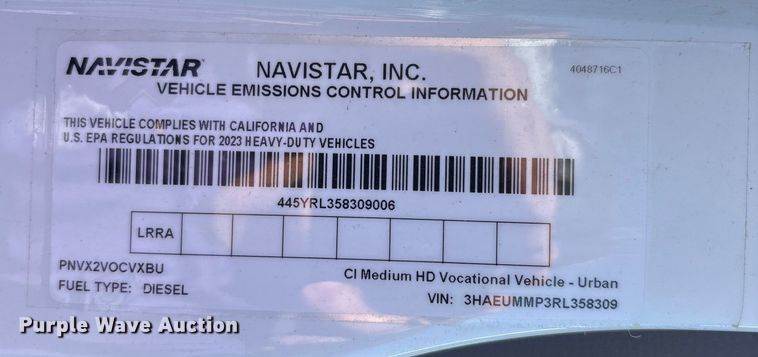 NAVISTAR NAVISTAR, INC. 4048716C1
VEHICLE EMISSIONS CONTROL INFORMATION
THIS VEHICLE COMPLIES WITH CALIFORNIA AND
U.S. EPA REGULATIONS FOR 2023 HEAVY-DUTY VEHICLES
445YRL358309006
LRRA
PNVX2VOCVXBU CI Medium HD Vocational Vehicle - Urban
FUEL TYPE: DIESEL VIN: 3HAEUMMP3RL358309
Purple Wave Auction